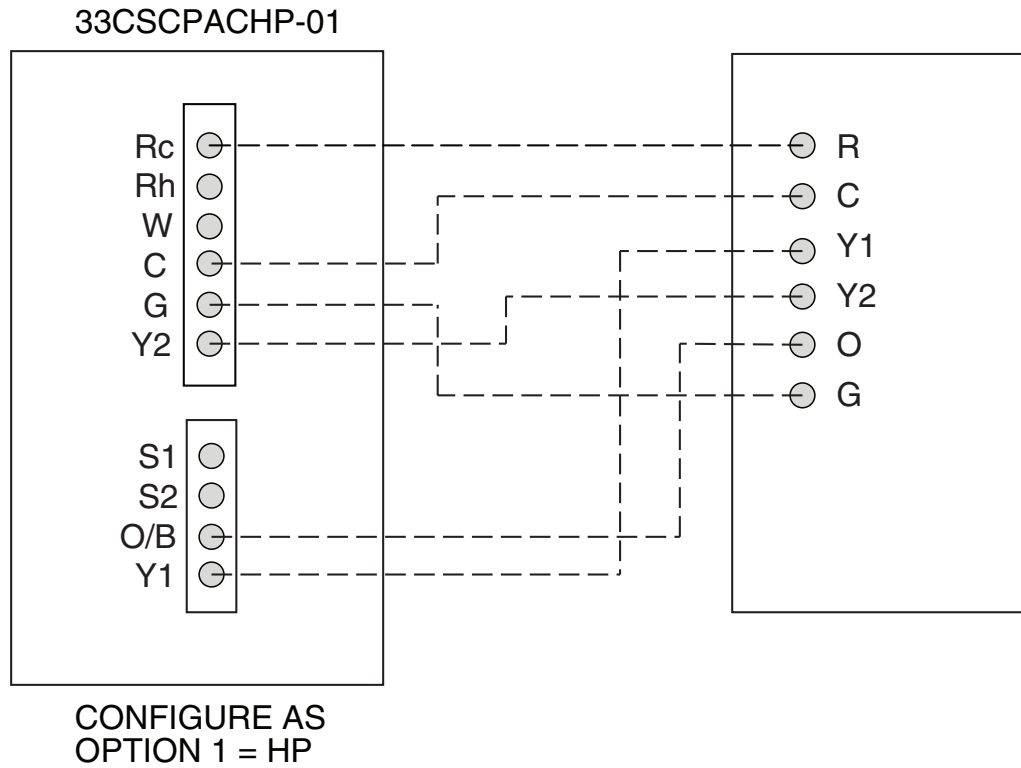 33CSCPACHP-01
Rc
Rh
W
C
G
Y2
S1
S2
O/B
Y1
R
C
Y1
Y2
O
G
CONFIGURE AS
OPTION 1 = HP